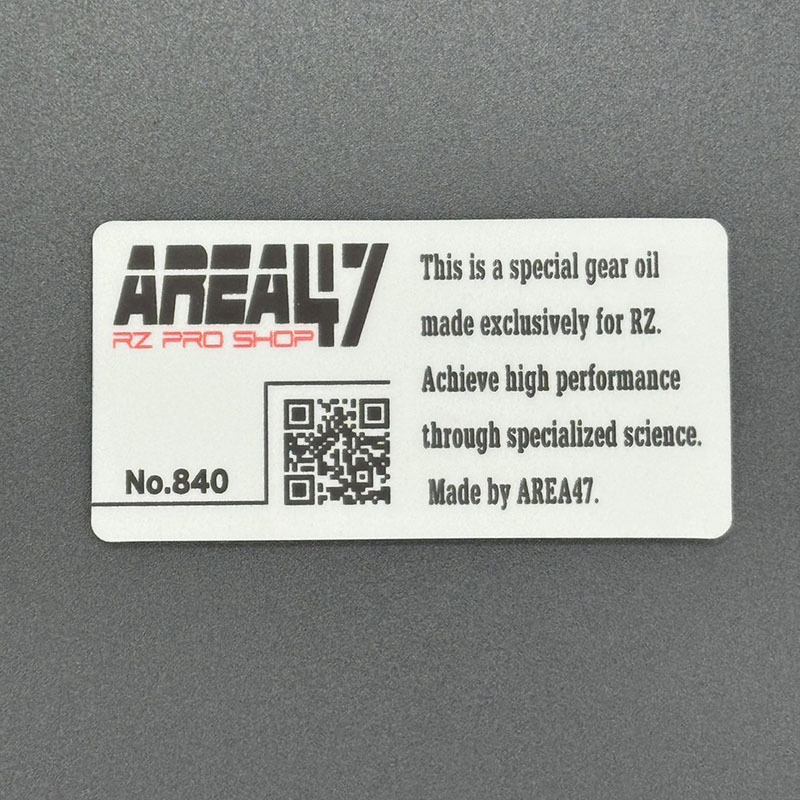 AREA47
RZ PRO SHOP
No.840
This is a special gear oil
made exclusively for RZ.
Achieve high performance
through specialized science.
Made by AREA47.